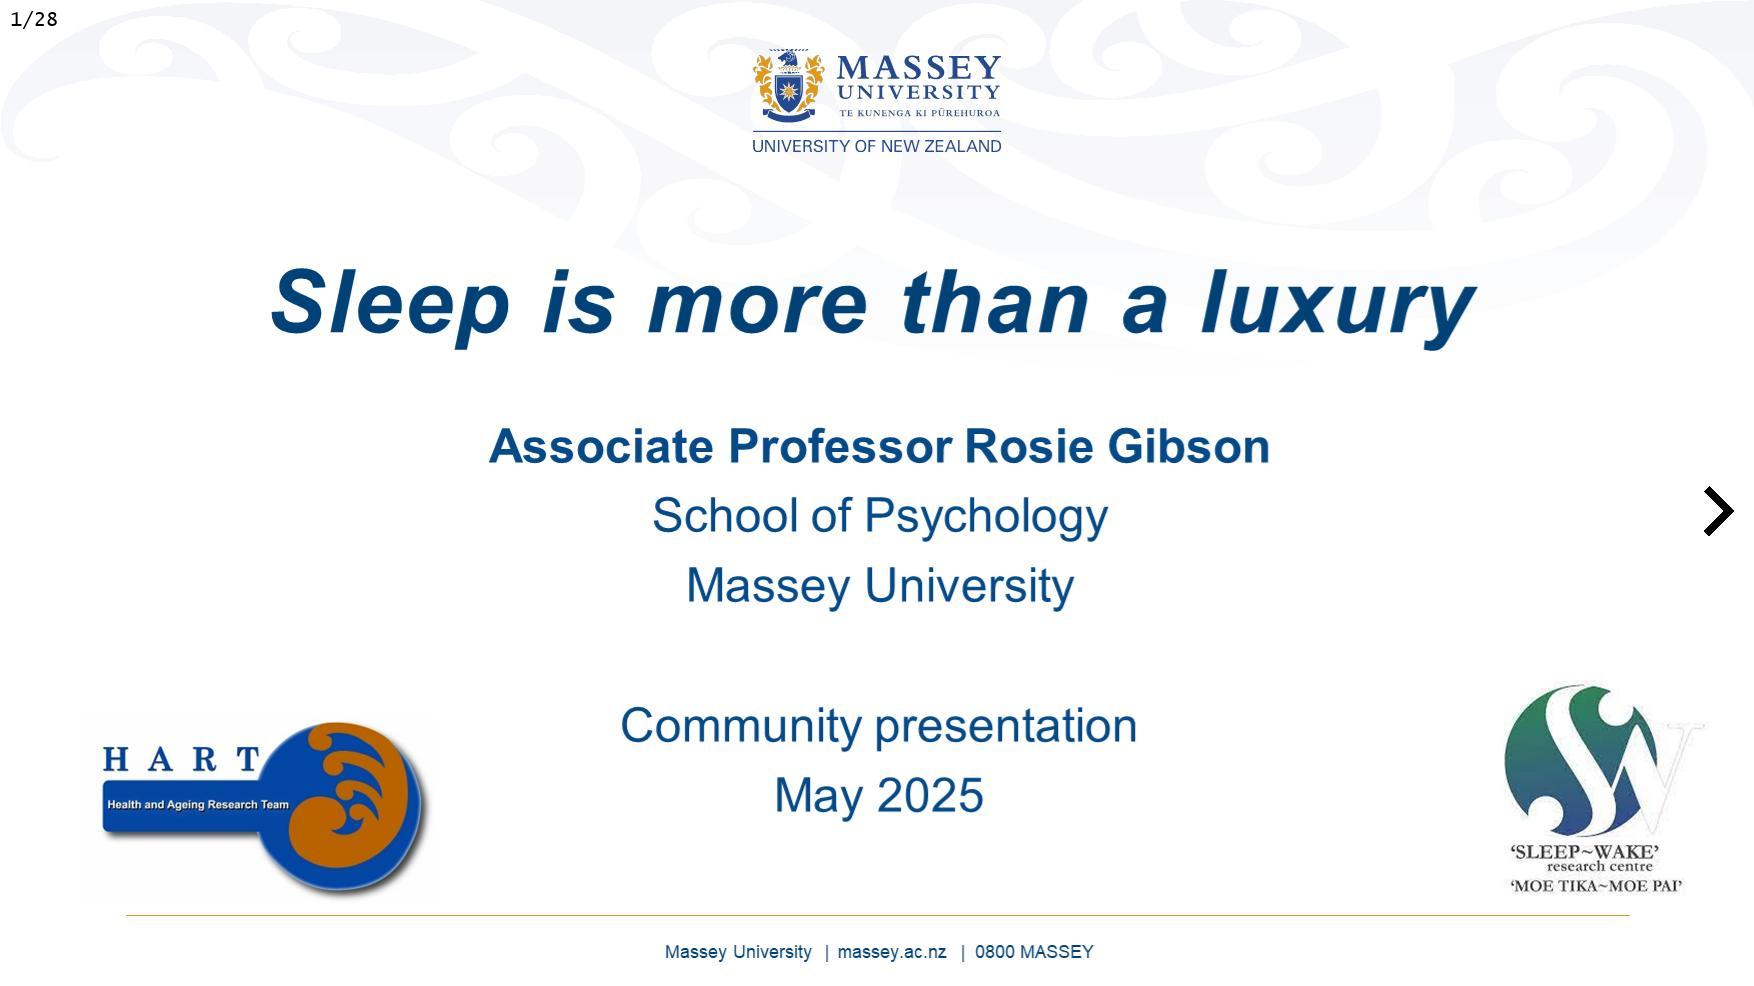 1/28
MASSEY
UNIVERSITY
TE KUNENGA KI PŪREHUROA
UNIVERSITY OF NEW ZEALAND
Sleep is more than a luxury
Associate Professor Rosie Gibson
School of Psychology
Massey University
Community presentation
May 2025
H A R T
Health and Ageing Research Team
SW
‘SLEEP~WAKE’
research centre
‘MOE TIKA~MOE PAI’
Massey University | massey.ac.nz | 0800 MASSEY